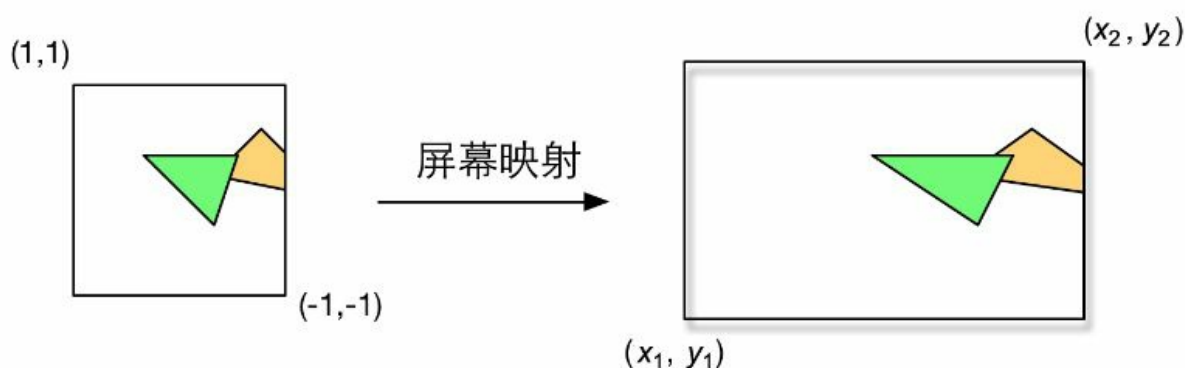 (1,1)
(x₂, y₂)
屏幕映射
(-1,-1)
(x₁, y₁)